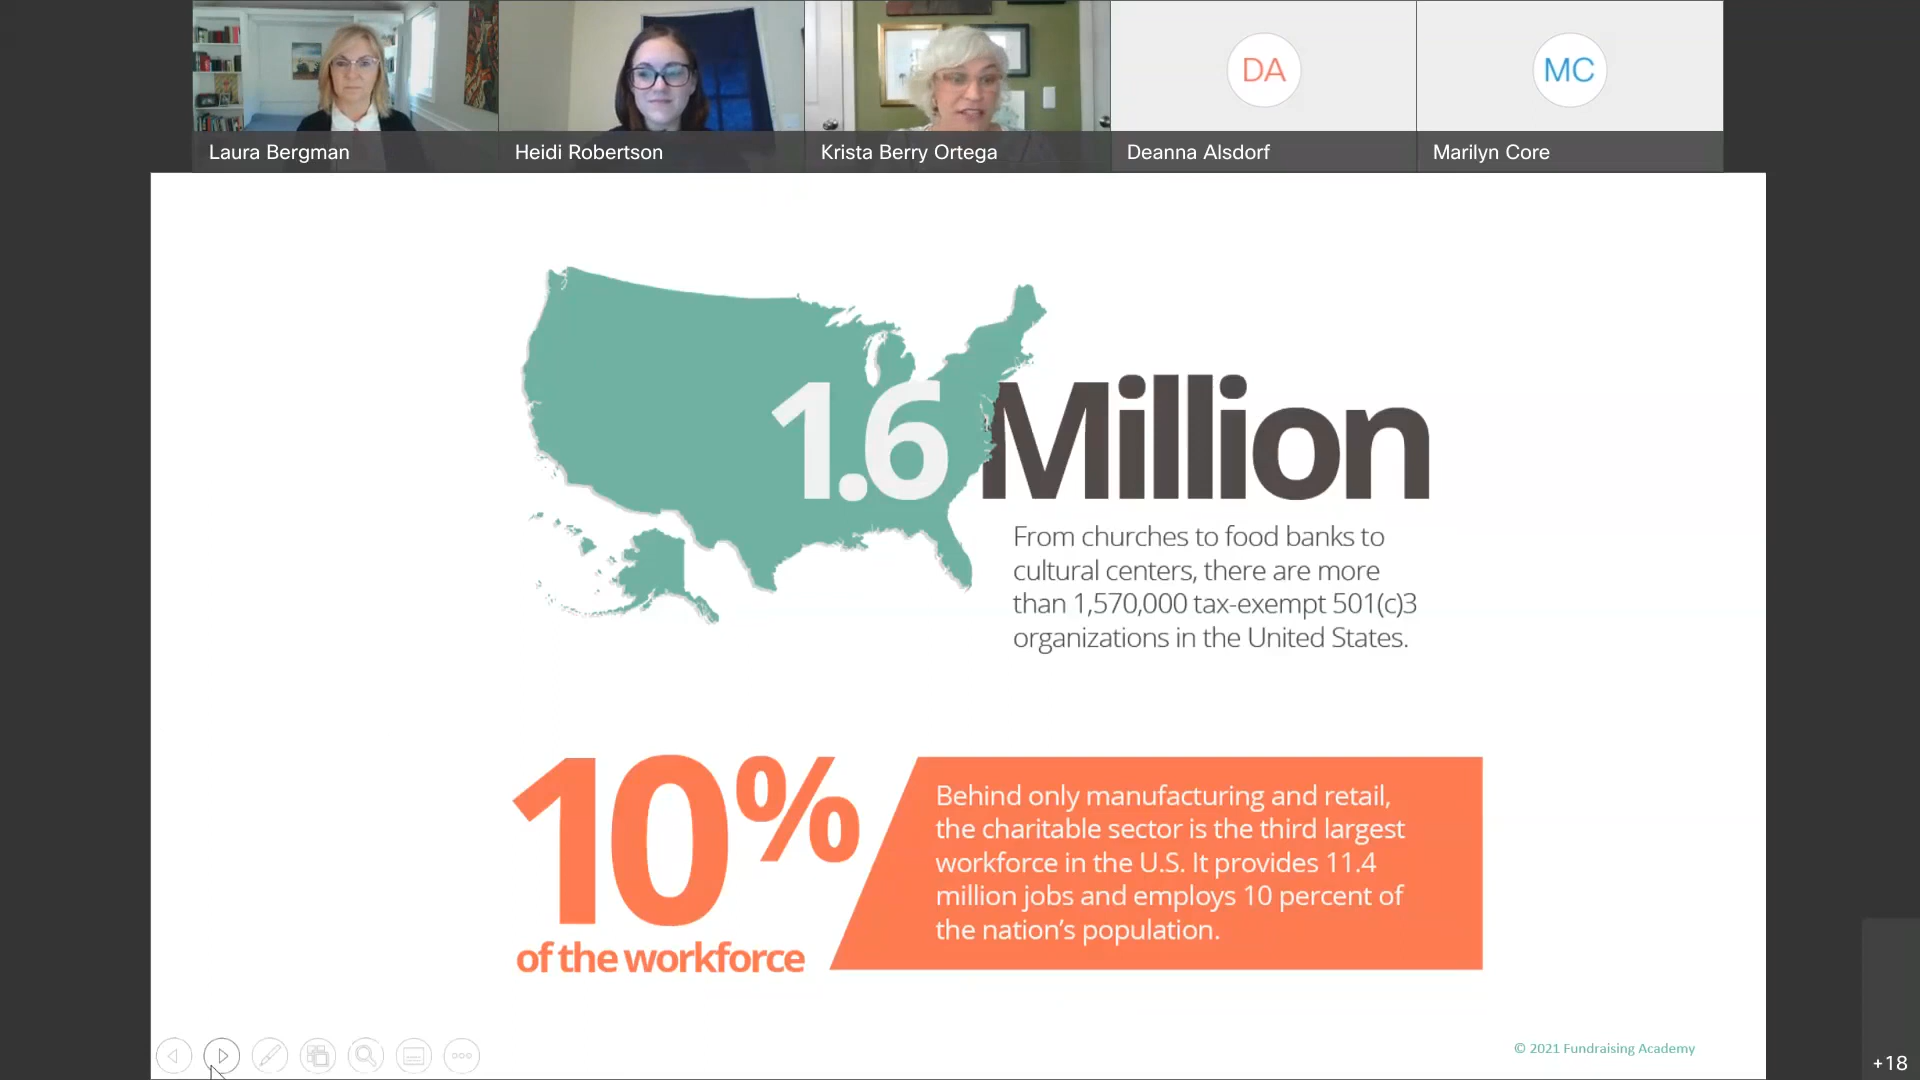 Laura Bergman
Heidi Robertson
Krista Berry Ortega
DA
Deanna Alsdorf
MC
Marilyn Core
1.6 Million
From churches to food banks to
cultural centers, there are more
than 1,570,000 tax-exempt 501(c)3
organizations in the United States.
10%
of the workforce
Behind only manufacturing and retail,
the charitable sector is the third largest
workforce in the U.S. It provides 11.4
million jobs and employs 10 percent of
the nation’s population.
© 2021 Fundraising Academy
+18